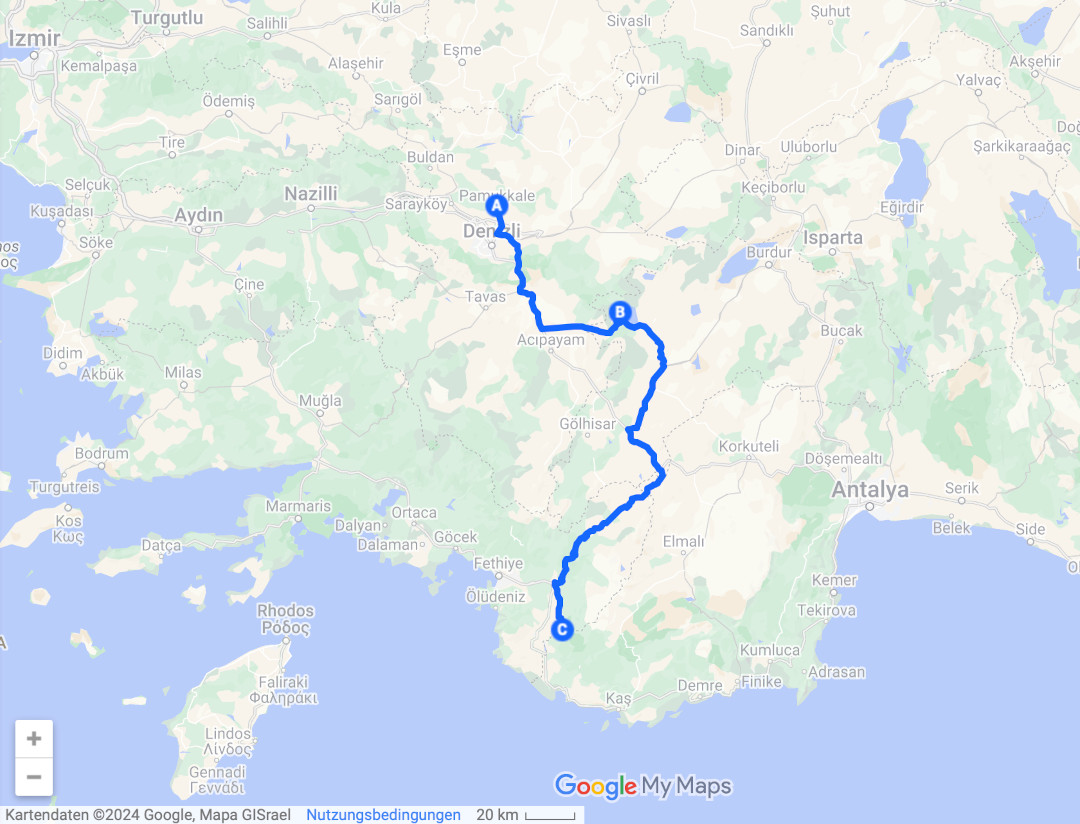 Turgutlu
Salihli
Kula
Sivaslı
Şuhut
Sandıklı
Izmir
Kemalpaşa
Eşme
Alaşehir
Çivril
Akşehir
Yalvaç
Ödemiş
Sarıgöl
Tire
Buldan
Dinar
Uluborlu
Şarkikaraağaç
Selçuk
Nazilli
Pamukkale
Keçiborlu
Kuşadası
Aydın
Sarayköy
A
Eğirdir
Söke
Denizli
Isparta
Burdur
Çine
Tavas
B
Bucak
Acıpayam
Didim
Akbük
Milas
Muğla
Gölhisar
Bodrum
Korkuteli
Döşemealtı
Turgutreis
Antalya
Serik
Marmaris
Ortaca
Kos
Κως
Dalyan
Belek
Side
Datça
Dalaman
Göcek
Elmalı
Fethiye
Kemer
Ölüdeniz
Tekirova
Rhodos
Ρόδος
C
Kumluca
Adrasan
Faliraki
Φαληράκι
Kaş
Demre
Finike
Lindos
Λίνδος
Gennadi
Γεννάδι
+
−
Google My Maps
Kartendaten ©2024 Google, Mapa GISrael Nutzungsbedingungen 20 km